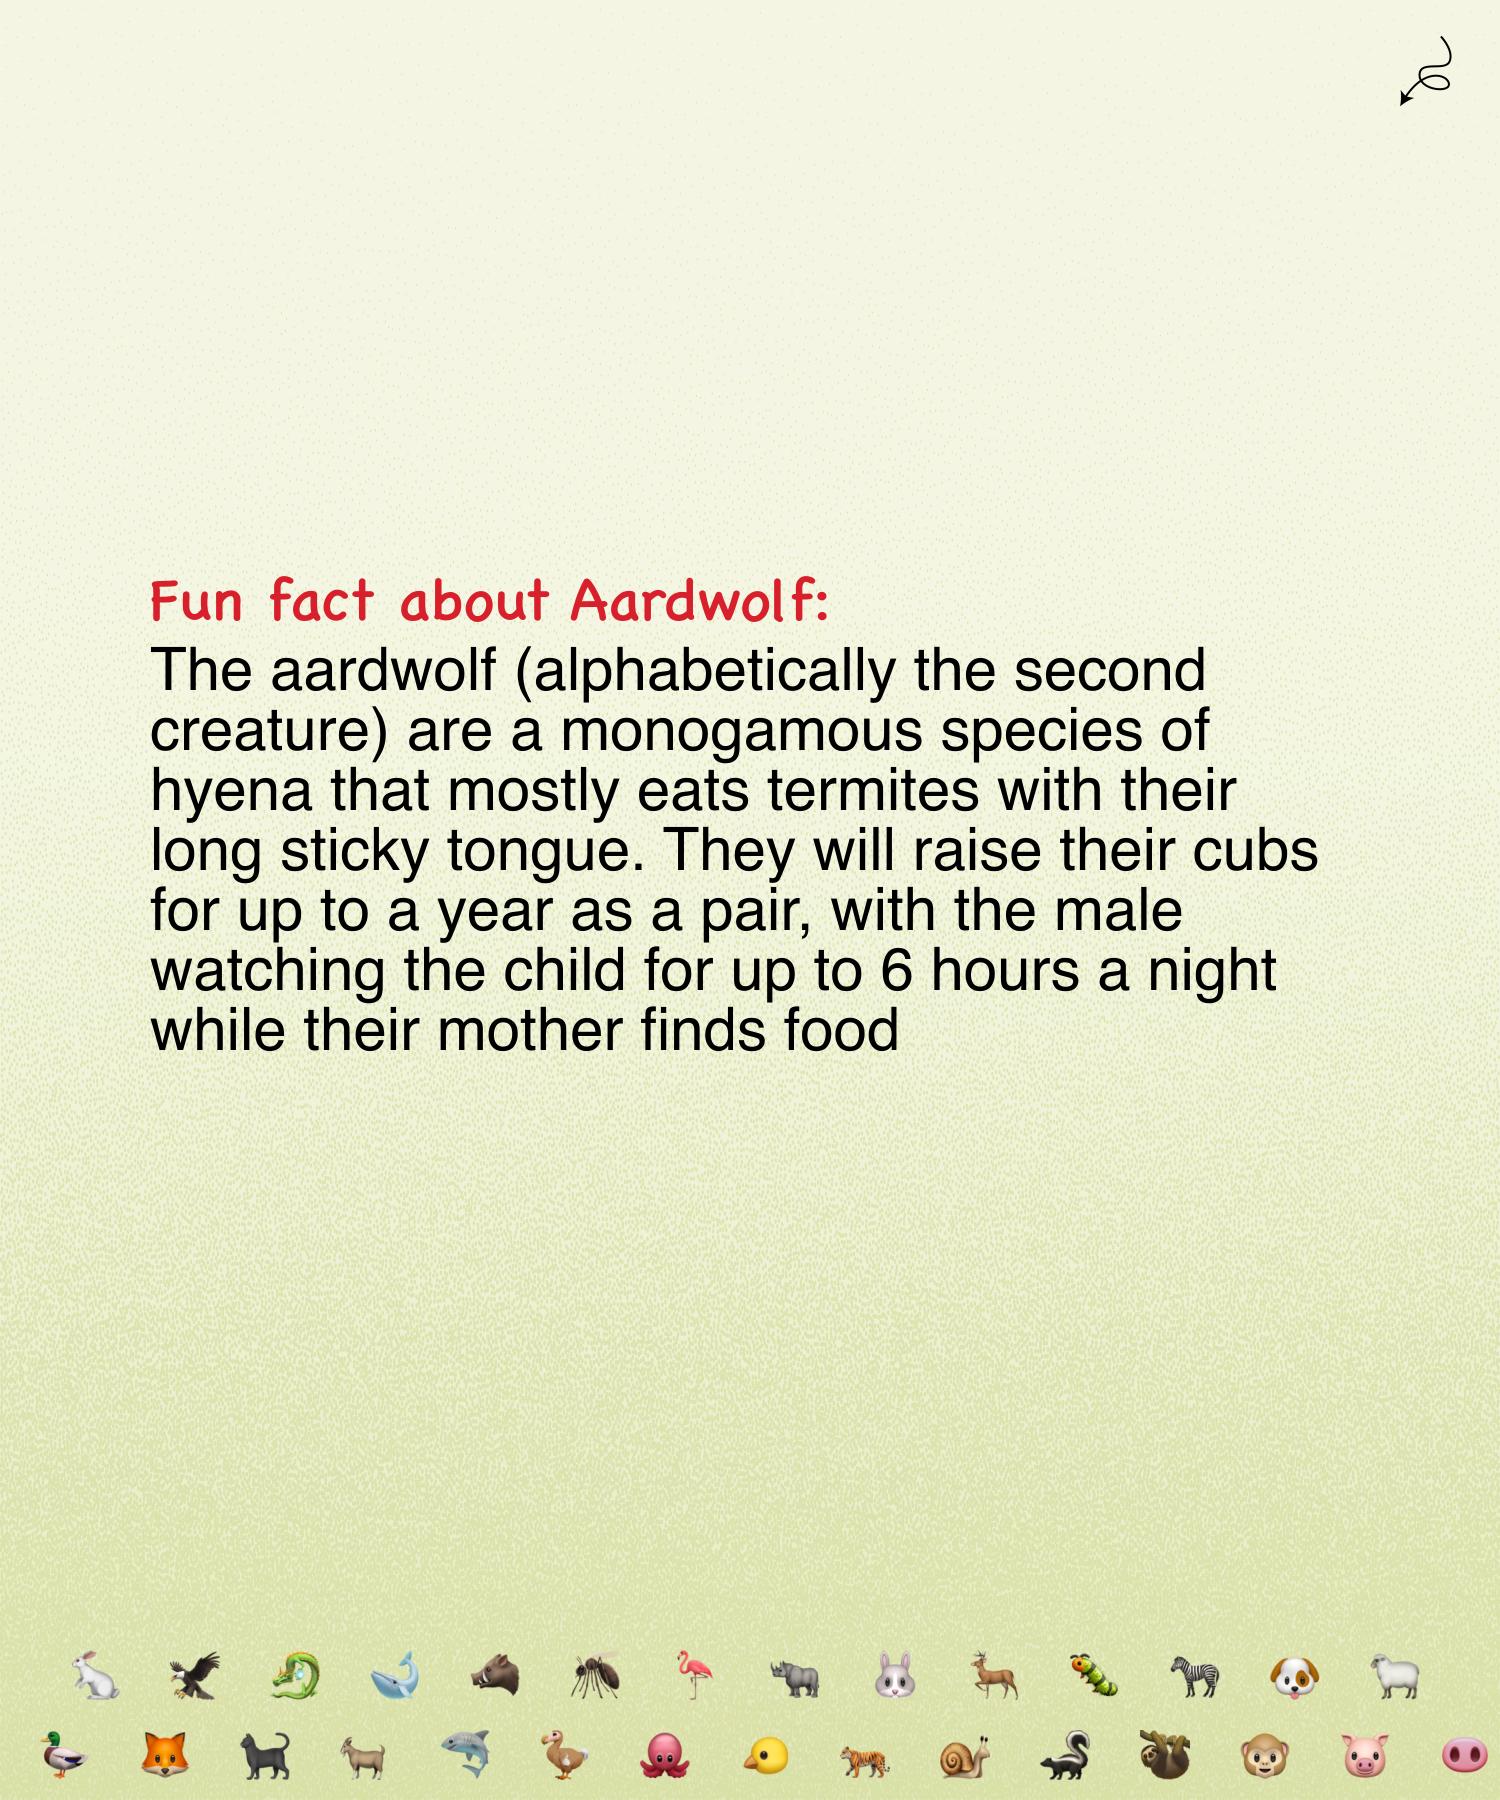 Fun fact about Aardwolf:
The aardwolf (alphabetically the second
creature) are a monogamous species of
hyena that mostly eats termites with their
long sticky tongue. They will raise their cubs
for up to a year as a pair, with the male
watching the child for up to 6 hours a night
while their mother finds food